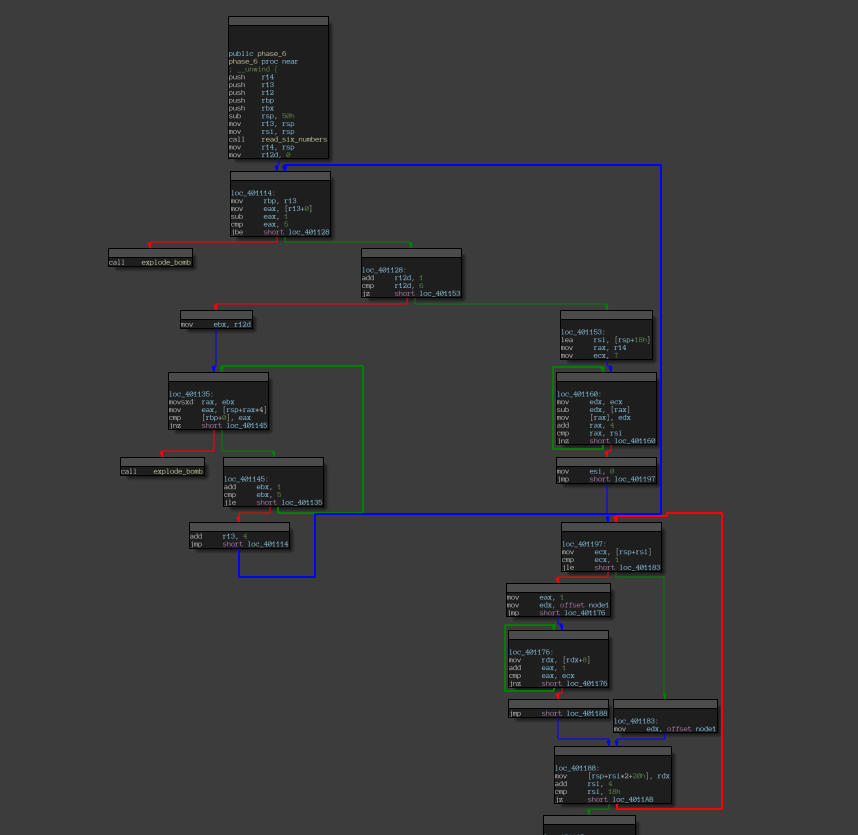 public phase_6
phase_6 proc near
; __unwind {
push r14
push r13
push r12
push rbp
push rbx
sub rsp, 50h
mov r13, rsp
mov rsi, rsp
call read_six_numbers
mov r14, rsp
mov r12d, 0
loc_401114:
mov rbp, r13
mov eax, [r13+0]
sub eax, 1
cmp eax, 5
jbe short loc_401128
call explode_bomb
loc_401128:
add r12d, 1
cmp r12d, 6
jz short loc_401153
mov ebx, r12d
loc_401135:
movsxd rax, ebx
mov eax, [rsp+rax*4]
cmp [rbp+0], eax
jnz short loc_401145
call explode_bomb
loc_401145:
add ebx, 1
cmp ebx, 5
jle short loc_401135
add r13, 4
jmp short loc_401114
loc_401153:
lea rsi, [rsp+18h]
mov rax, r14
mov ecx, 7
loc_401160:
mov edx, ecx
sub edx, [rax]
mov [rax], edx
add rax, 4
cmp rax, rsi
jnz short loc_401160
mov esi, 0
jmp short loc_401197
loc_401197:
mov ecx, [rsp+rsi]
cmp ecx, 1
jle short loc_401183
mov eax, 1
mov edx, offset node1
jmp short loc_401176
loc_401176:
mov rdx, [rdx+8]
add eax, 1
cmp eax, ecx
jnz short loc_401176
jmp short loc_401188
loc_401183:
mov edx, offset node1
loc_401188:
mov [rsp+rsi*2+20h], rdx
add rsi, 4
cmp rsi, 18h
jz short loc_4011AB